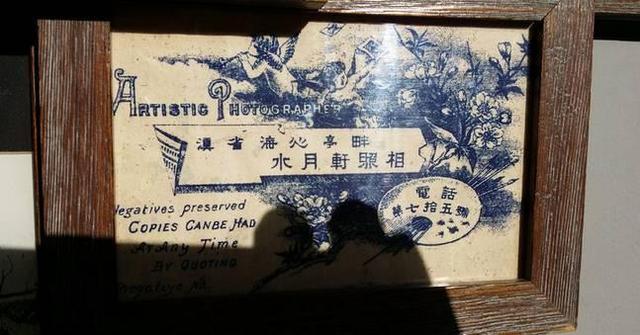 ARTISTIC PHOTOGRAPHER
滇省海心亭畔
水月軒照相
電話
第七拾五號
Negatives preserved
COPIES CANBE HAD
At Any Time
BY QUOTING